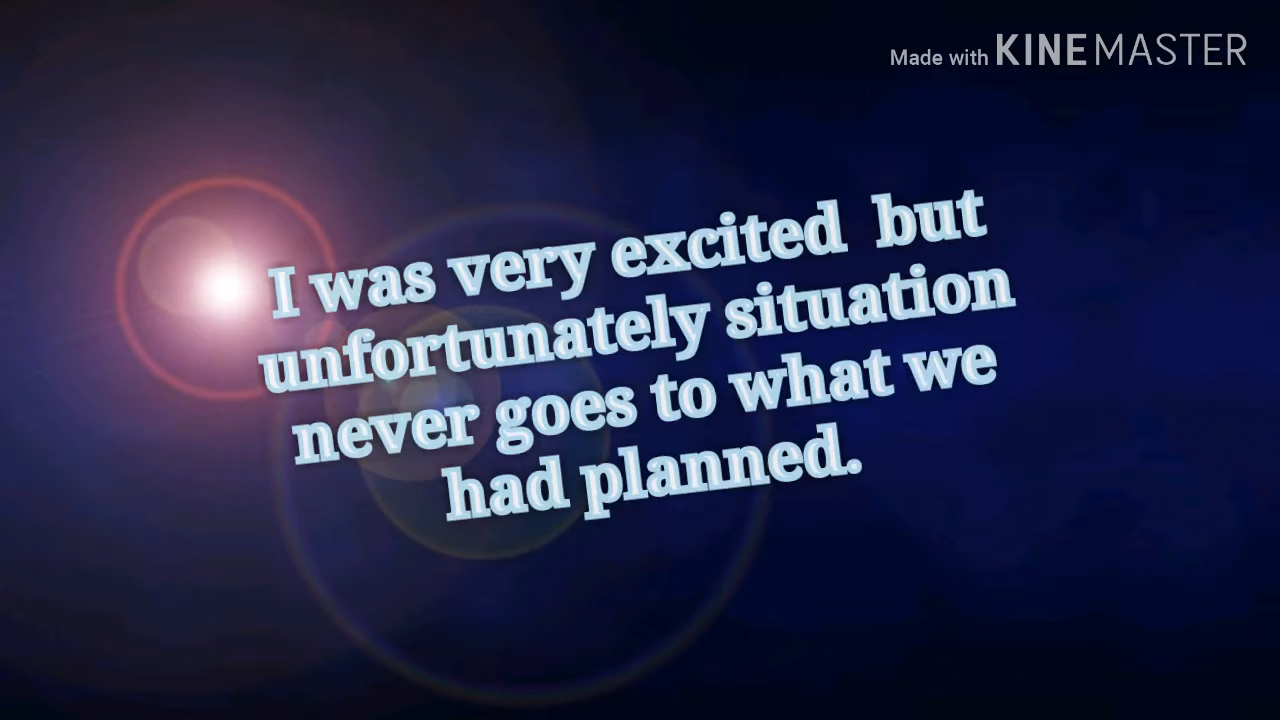 Made with KINEMASTER
I was very excited  but
unfortunately situation
never goes to what we
had planned.